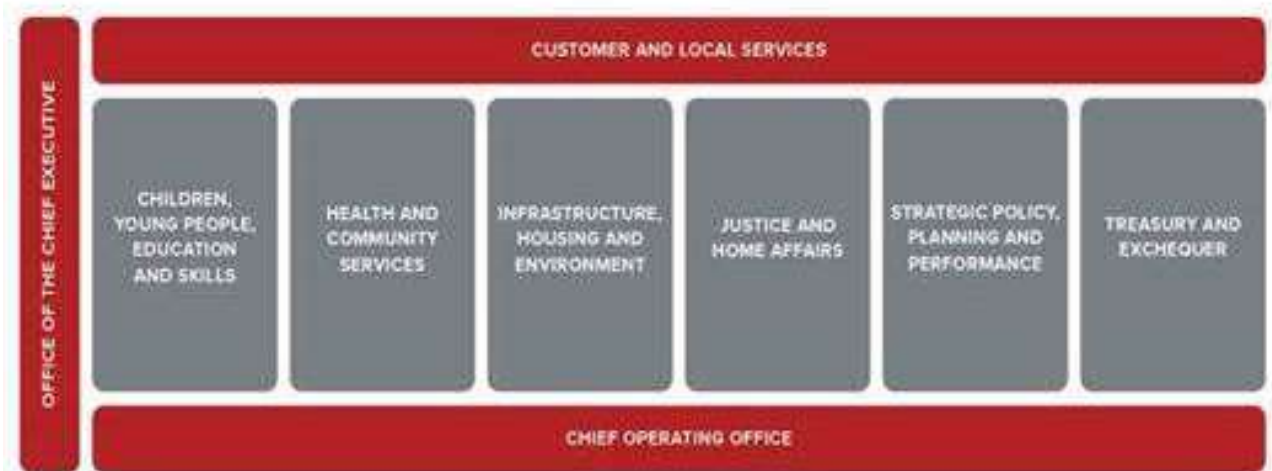 OFFICE OF THE CHIEF EXECUTIVE
CUSTOMER AND LOCAL SERVICES
CHILDREN,
YOUNG PEOPLE,
EDUCATION
AND SKILLS
HEALTH AND
COMMUNITY
SERVICES
INFRASTRUCTURE,
HOUSING AND
ENVIRONMENT
JUSTICE AND
HOME AFFAIRS
STRATEGIC POLICY,
PLANNING AND
PERFORMANCE
TREASURY AND
EXCHEQUER
CHIEF OPERATING OFFICE